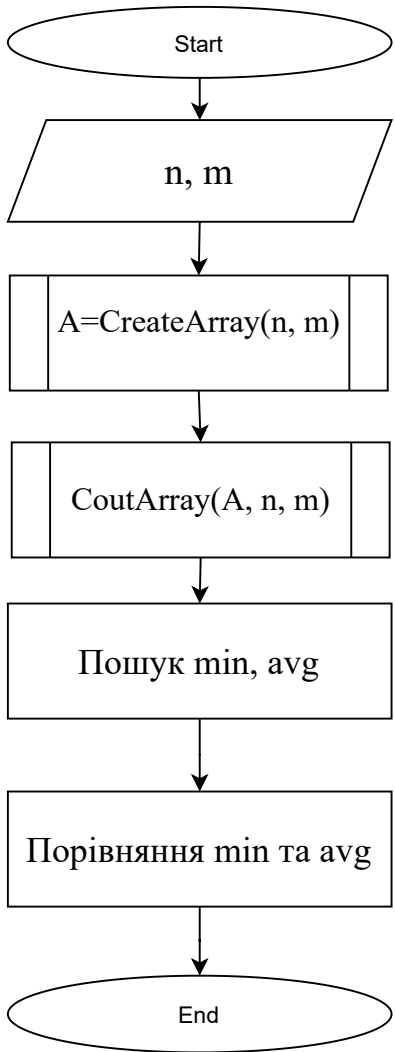 Start
n, m
A=CreateArray(n, m)
CoutArray(A, n, m)
Пошук min, avg
Порівняння min та avg
End